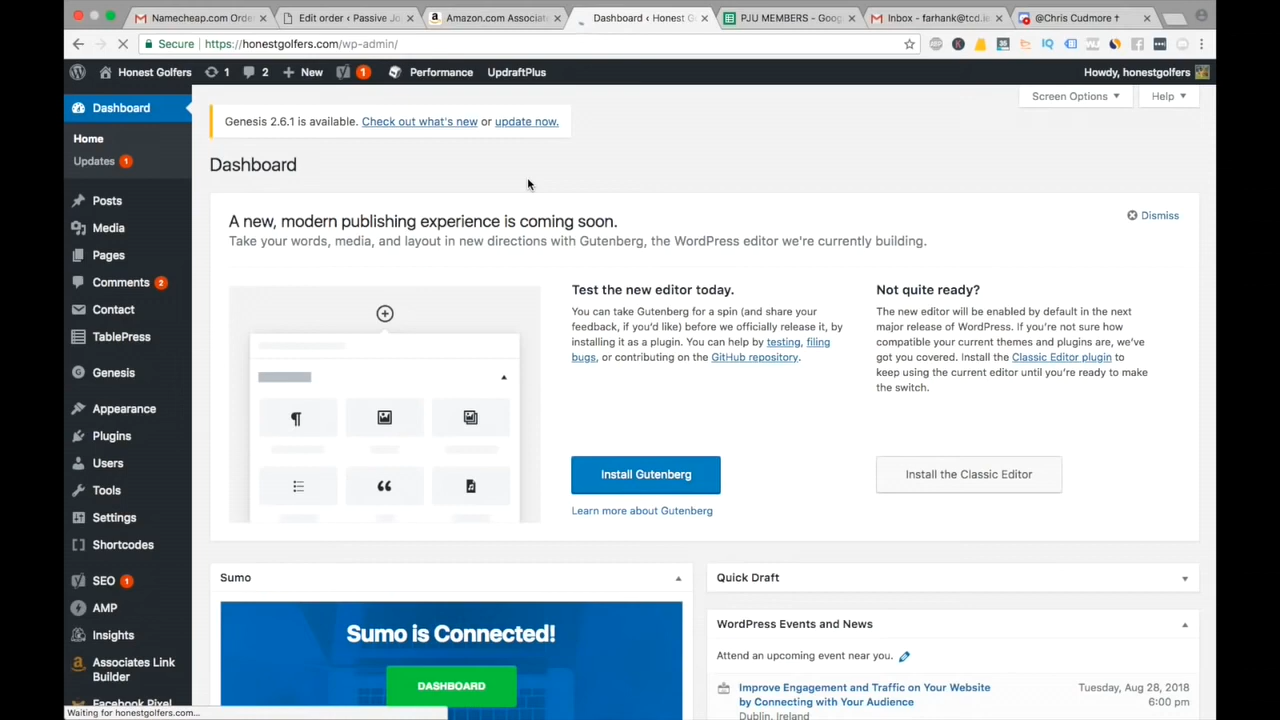 Namecheap.com Orde
Edit order ‹ Passive Jo
Amazon.com Associate
Dashboard ‹ Honest Go
PJU MEMBERS - Goog
Inbox - farhank@tcd.ie
@Chris Cudmore †
Secure https://honestgolfers.com/wp-admin/
Honest Golfers 1 2 New 1 Performance UpdraftPlus
Howdy, honestgolfers
Screen Options
Help
Dashboard
Home
Updates 1
Posts
Media
Pages
Comments 2
Contact
TablePress
Genesis
Appearance
Plugins
Users
Tools
Settings
Shortcodes
SEO 1
AMP
Insights
Associates Link
Builder
Facebook Pixel
Genesis 2.6.1 is available. Check out what's new or update now.
Dashboard
A new, modern publishing experience is coming soon.
Dismiss
Take your words, media, and layout in new directions with Gutenberg, the WordPress editor we're currently building.
Test the new editor today.
You can take Gutenberg for a spin (and share your
feedback, if you'd like) before we officially release it, by
installing it as a plugin. You can help by testing, filing
bugs, or contributing on the GitHub repository.
Install Gutenberg
Learn more about Gutenberg
Not quite ready?
The new editor will be enabled by default in the next
major release of WordPress. If you're not sure how
compatible your current themes and plugins are, we've
got you covered. Install the Classic Editor plugin to
keep using the current editor until you're ready to make
the switch.
Install the Classic Editor
Sumo
Sumo is Connected!
DASHBOARD
Quick Draft
WordPress Events and News
Attend an upcoming event near you.
Improve Engagement and Traffic on Your Website
by Connecting with Your Audience
Dublin, Ireland
Tuesday, Aug 28, 2018
6:00 pm
Waiting for honestgolfers.com...